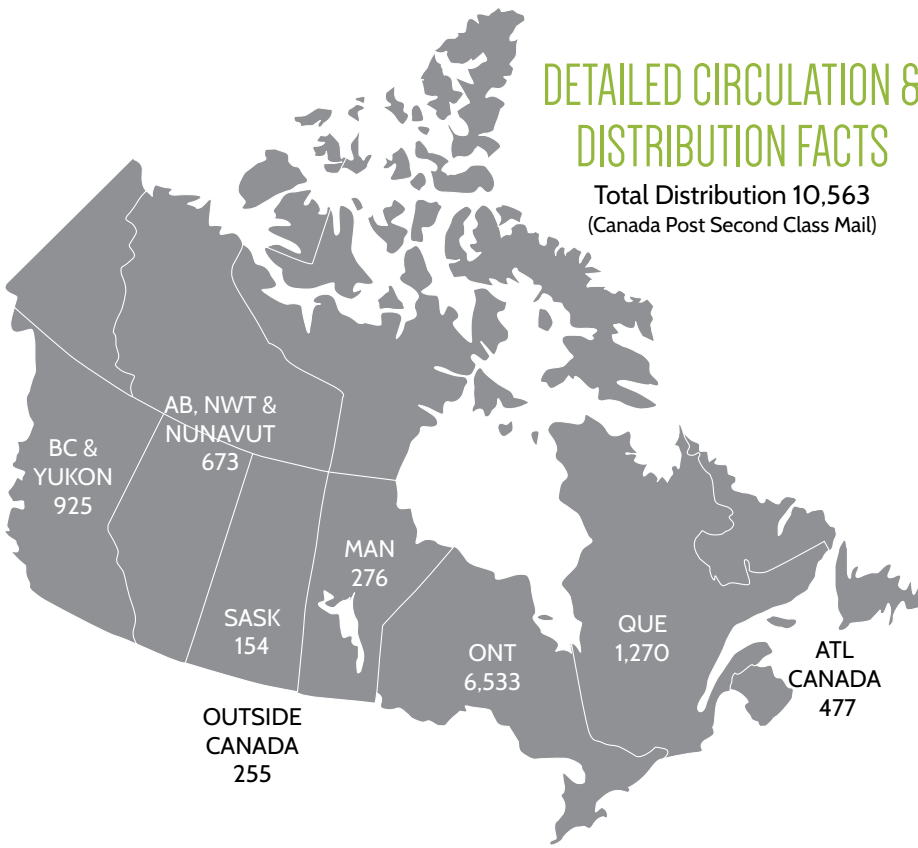 DETAILED CIRCULATION &
DISTRIBUTION FACTS
Total Distribution 10,563
(Canada Post Second Class Mail)
AB, NWT &
NUNAVUT
673
BC &
YUKON
925
MAN
276
SASK
154
ONT
6,533
QUE
1,270
ATL
CANADA
477
OUTSIDE
CANADA
255